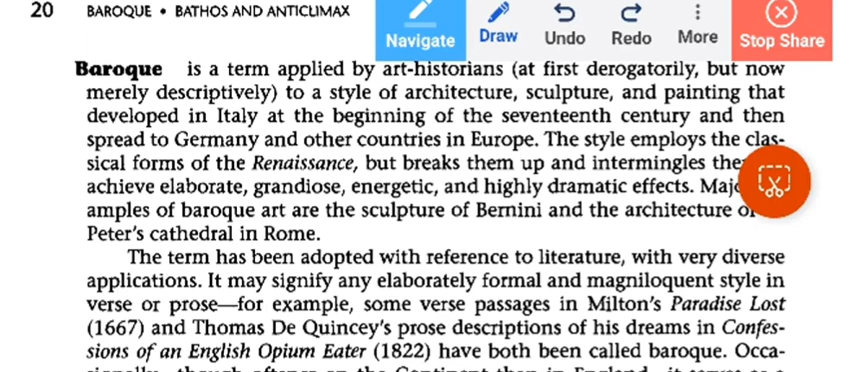 20 BAROQUE • BATHOS AND ANTICLIMAX
Navigate Draw Undo Redo More Stop Share
Baroque is a term applied by art-historians (at first derogatorily, but now
merely descriptively) to a style of architecture, sculpture, and painting that
developed in Italy at the beginning of the seventeenth century and then
spread to Germany and other countries in Europe. The style employs the clas-
sical forms of the Renaissance, but breaks them up and intermingles
achieve elaborate, grandiose, energetic, and highly dramatic effects.
amples of baroque art are the sculpture of Bernini and the architecture
Peter's cathedral in Rome.
The term has been adopted with reference to literature, with very diverse
applications. It may signify any elaborately formal and magniloquent style in
verse or prose—for example, some verse passages in Milton's Paradise Lost
(1667) and Thomas De Quincey's prose descriptions of his dreams in Confes-
sions of an English Opium Eater (1822) have both been called baroque. Occa-